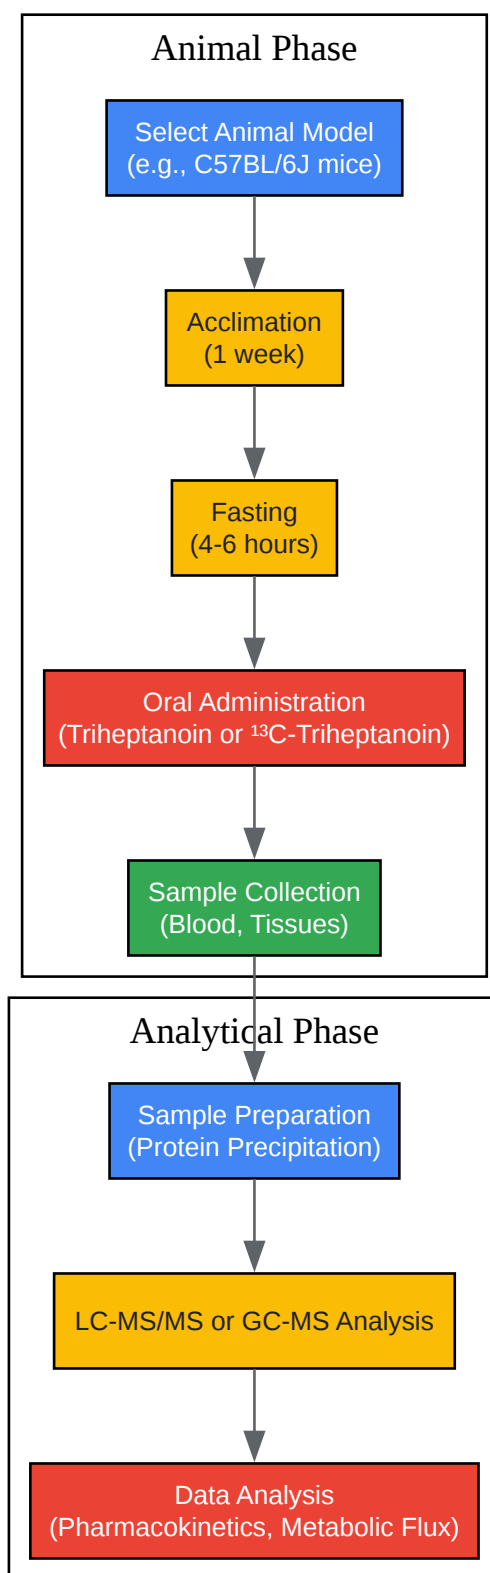 Animal Phase
Select Animal Model
(e.g., C57BL/6J mice)
Acclimation
(1 week)
Fasting
(4-6 hours)
Oral Administration
(Triheptanoin or ¹³C-Triheptanoin)
Sample Collection
(Blood, Tissues)
Analytical Phase
Sample Preparation
(Protein Precipitation)
LC-MS/MS or GC-MS Analysis
Data Analysis
(Pharmacokinetics, Metabolic Flux)